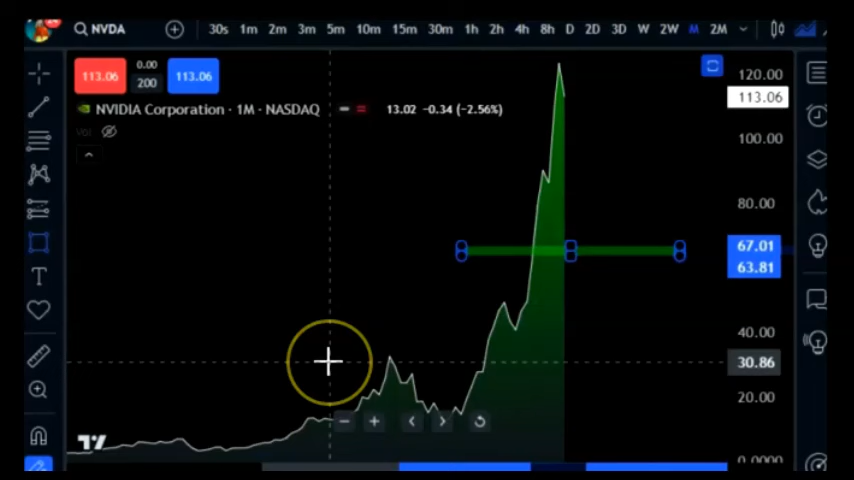 NVDA 30s 1m 2m 3m 5m 10m 15m 30m 1h 2h 4h 8h D 2D 3D W 2W M 2M
113.06 0.00 200 113.06
NVIDIA Corporation · 1M · NASDAQ 13.02 −0.34 (−2.56%)
Vol
120.00
113.06
100.00
80.00
67.01
63.81
40.00
30.86
20.00
0.0000